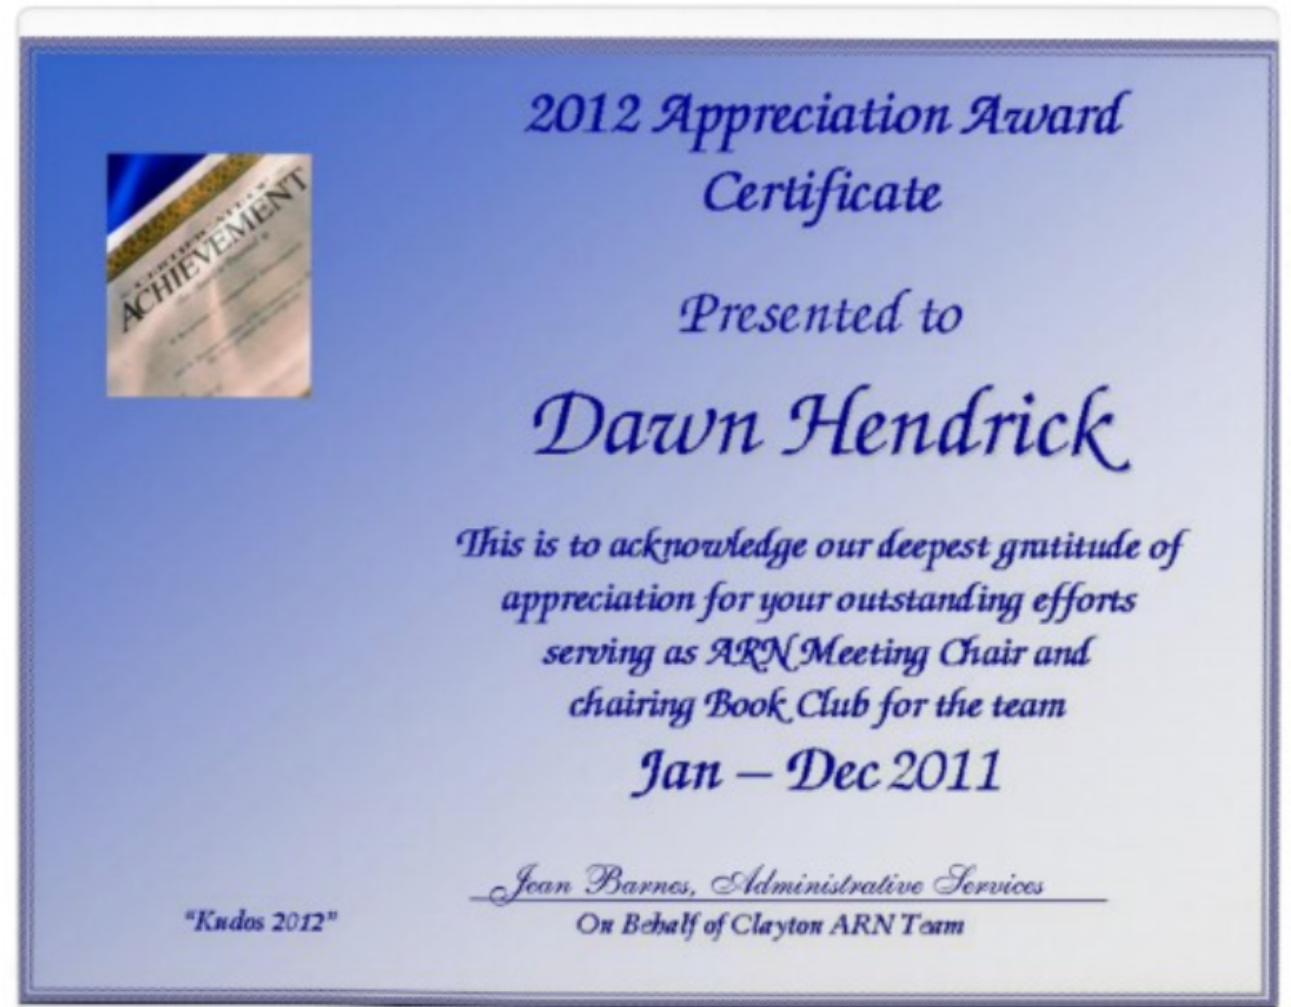 2012 Appreciation Award
Certificate
CERTIFICATE OF
ACHIEVEMENT
Presented to
Dawn Hendrick
This is to acknowledge our deepest gratitude of
appreciation for your outstanding efforts
serving as ARN Meeting Chair and
chairing Book Club for the team
Jan – Dec 2011
Jean Barnes, Administrative Services
On Behalf of Clayton ARN Team
"Kudos 2012"